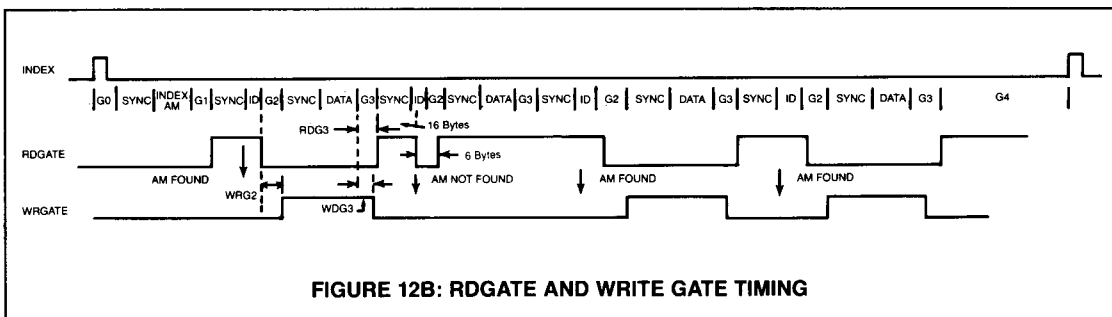 INDEX
G0 SYNC INDEX AM G1 SYNC ID G2 SYNC DATA G3 SYNC ID G2 SYNC DATA G3 SYNC ID G2 SYNC DATA SYNC ID G2 SYNC DATA G3 G4
RDG3 16 Bytes
RDGATE
6 Bytes
AM FOUND AM NOT FOUND AM FOUND AM FOUND
WRG2
WRGATE
WDG3
FIGURE 12B: RDGATE AND WRITE GATE TIMING